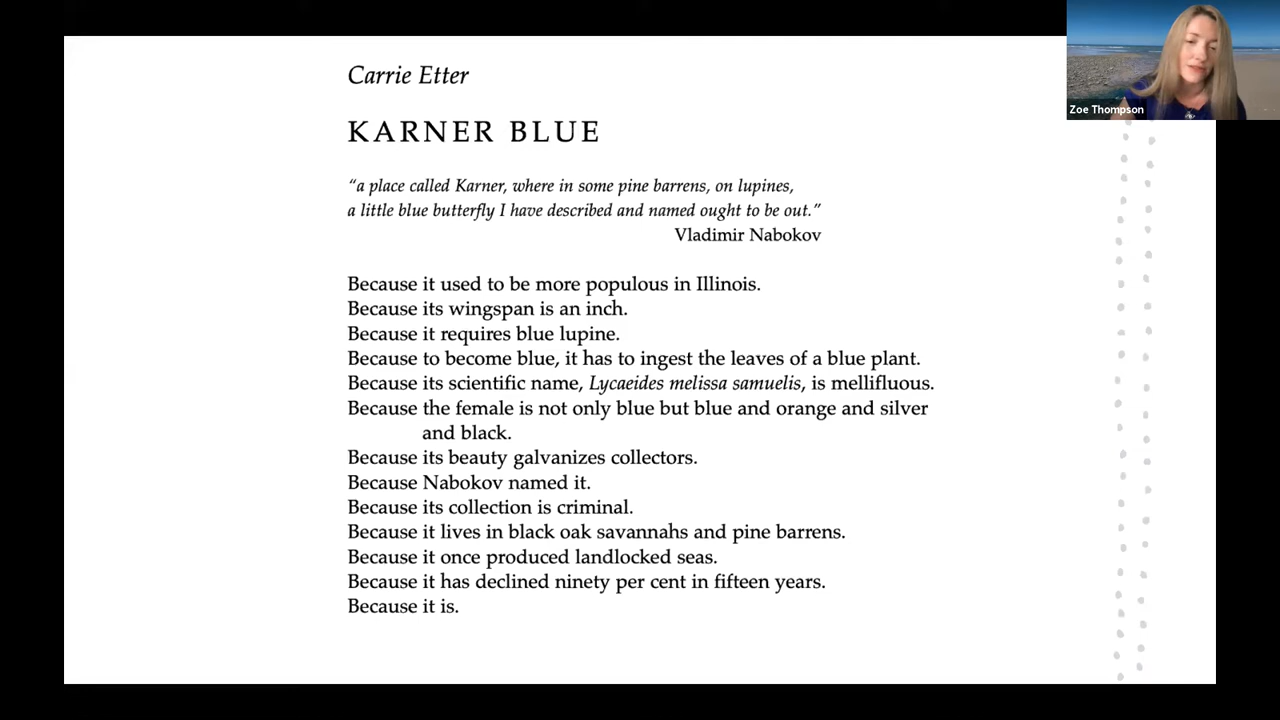 Carrie Etter
Zoe Thompson
KARNER BLUE
“a place called Karner, where in some pine barrens, on lupines,
a little blue butterfly I have described and named ought to be out.”
Vladimir Nabokov
Because it used to be more populous in Illinois.
Because its wingspan is an inch.
Because it requires blue lupine.
Because to become blue, it has to ingest the leaves of a blue plant.
Because its scientific name, Lycaeides melissa samuelis, is mellifluous.
Because the female is not only blue but blue and orange and silver
and black.
Because its beauty galvanizes collectors.
Because Nabokov named it.
Because its collection is criminal.
Because it lives in black oak savannahs and pine barrens.
Because it once produced landlocked seas.
Because it has declined ninety per cent in fifteen years.
Because it is.